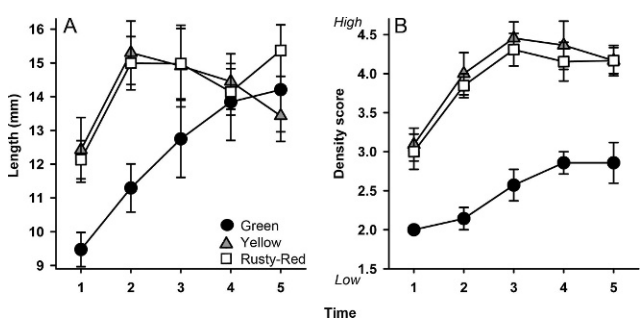 A
Length (mm)
16
15
14
13
12
11
10
9
1 2 3 4 5
Green
Yellow
Rusty-Red
B
High
Density score
4.5
4.0
3.5
3.0
2.5
2.0
1.5
Low
1 2 3 4 5
Time